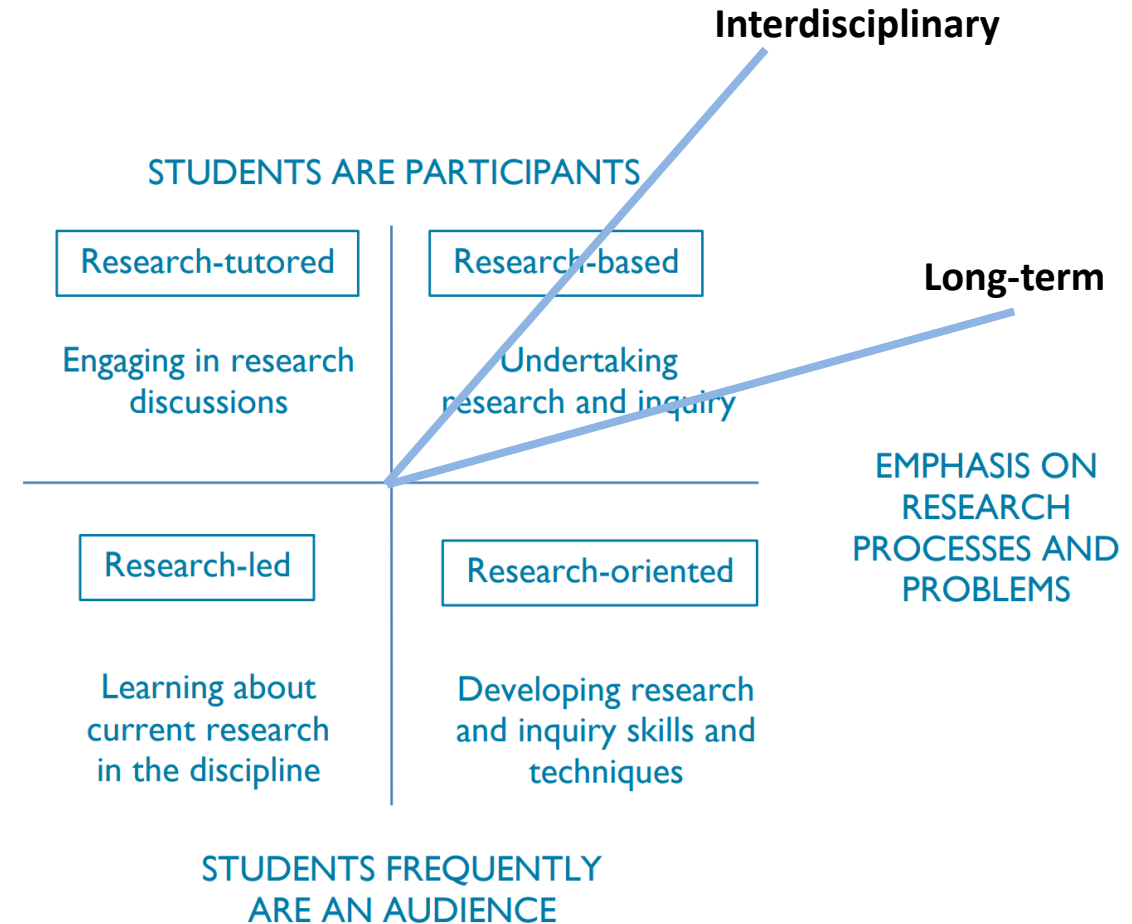 Interdisciplinary
STUDENTS ARE PARTICIPANTS
Research-tutored
Research-based
Long-term
Engaging in research
discussions
Undertaking
research and inquiry
EMPHASIS ON
RESEARCH
PROCESSES AND
PROBLEMS
Research-led
Research-oriented
Learning about
current research
in the discipline
Developing research
and inquiry skills and
techniques
STUDENTS FREQUENTLY
ARE AN AUDIENCE